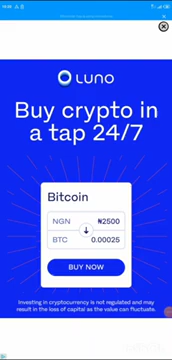 LUNO
Buy crypto in
a tap 24/7
Bitcoin
NGN ₦2500
BTC 0.00025
BUY NOW
Investing in cryptocurrency is not regulated and may
result in the loss of capital as the value can fluctuate.